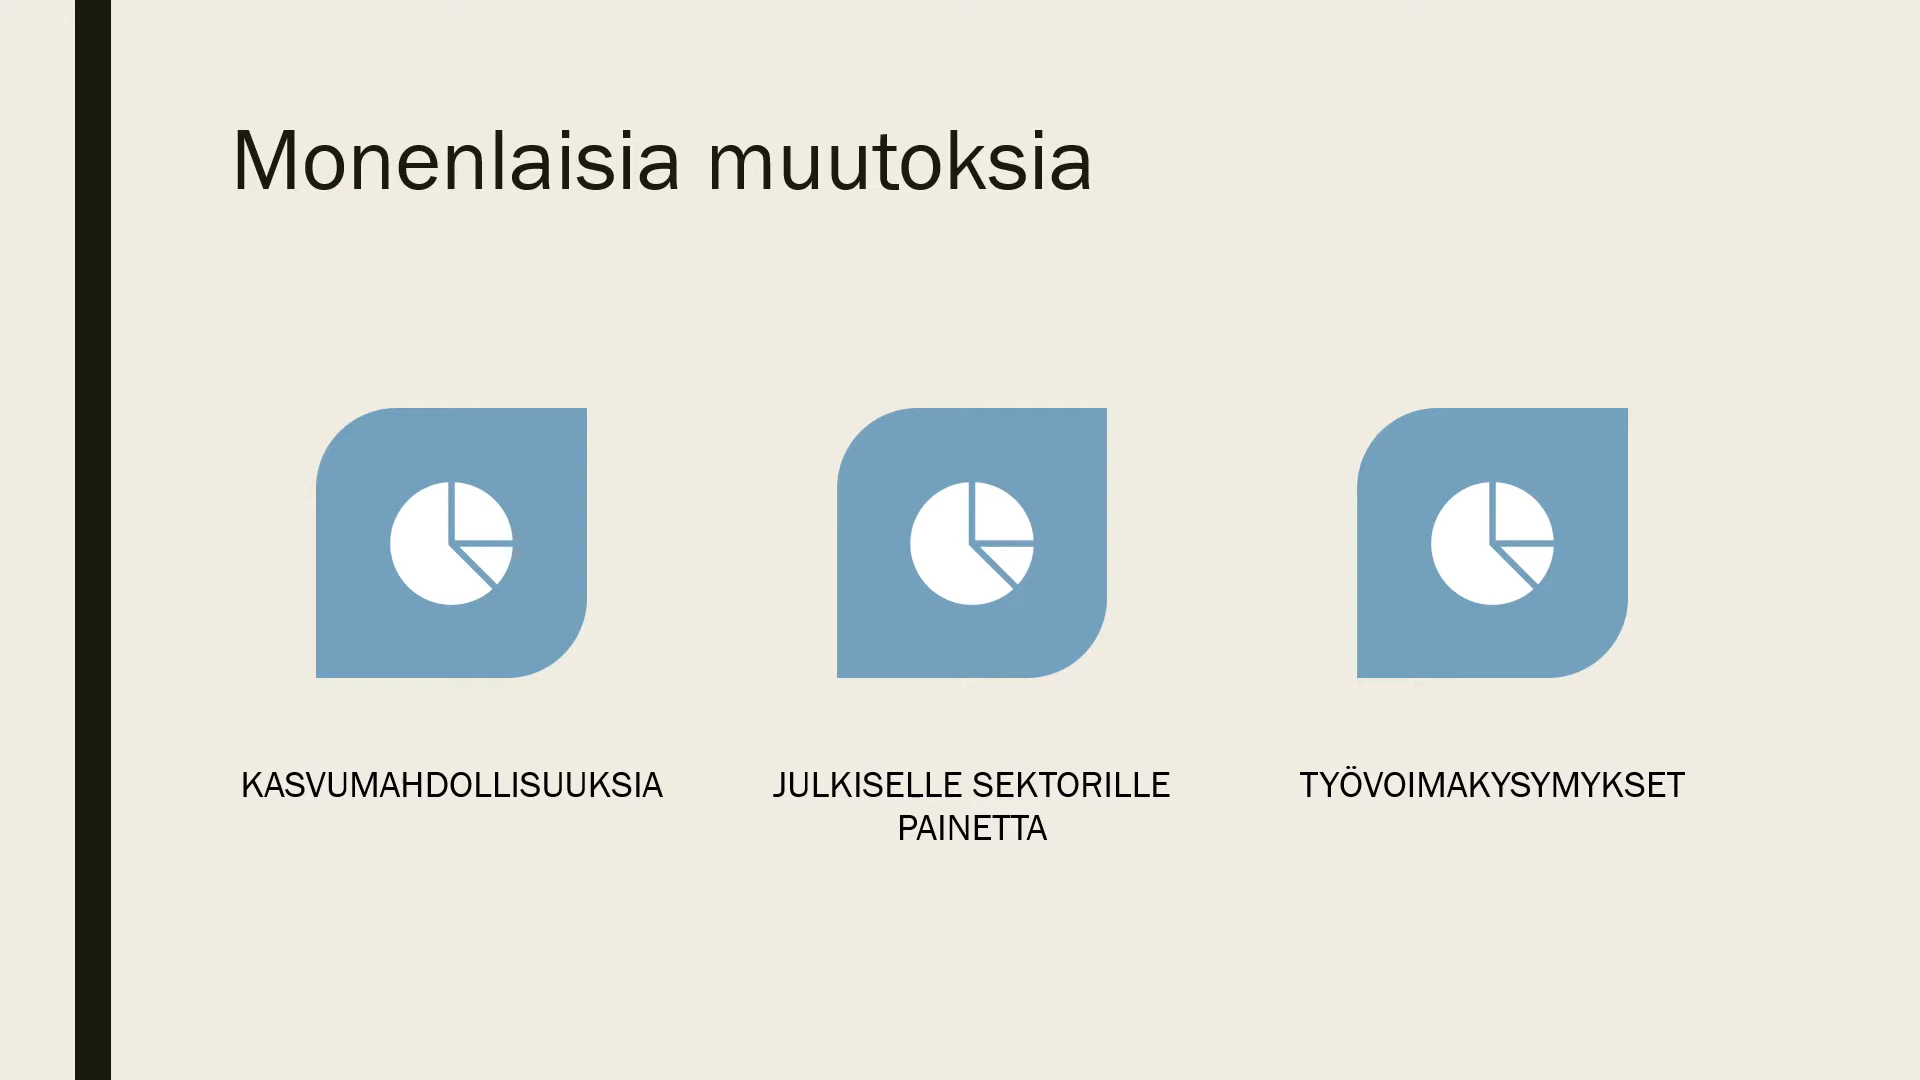 Monenlaisia muutoksia
KASVUMAHDOLLISUUKSIA
JULKISELLE SEKTORILLE
PAINETTA
TYÖVOIMAKYSYMYKSET